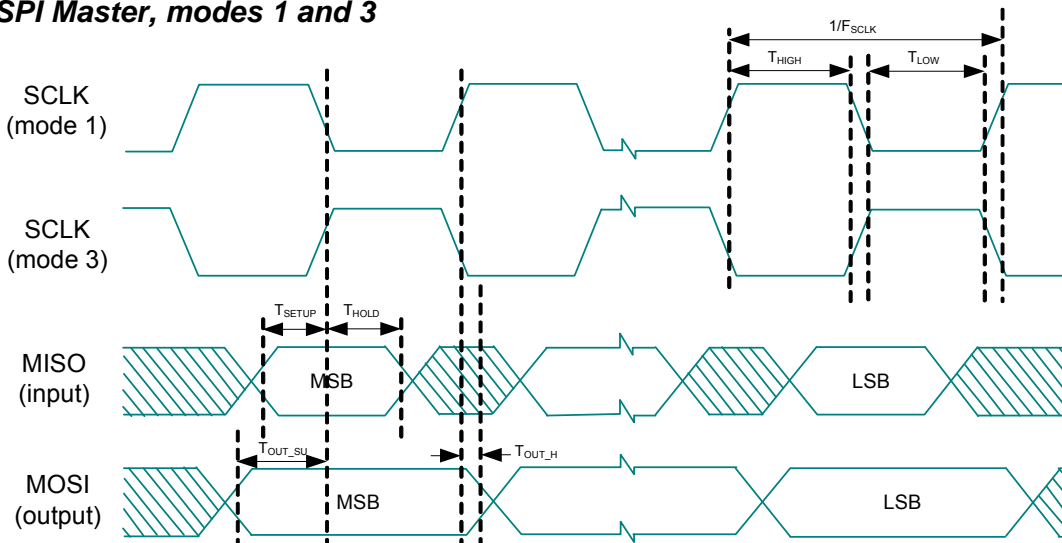 SPI Master, modes 1 and 3
1/FSCLK
THIGH
TLOW
SCLK
(mode 1)
SCLK
(mode 3)
TSETUP
THOLD
MISO
(input)
MSB
LSB
TOUT_SU
TOUT_H
MOSI
(output)
MSB
LSB